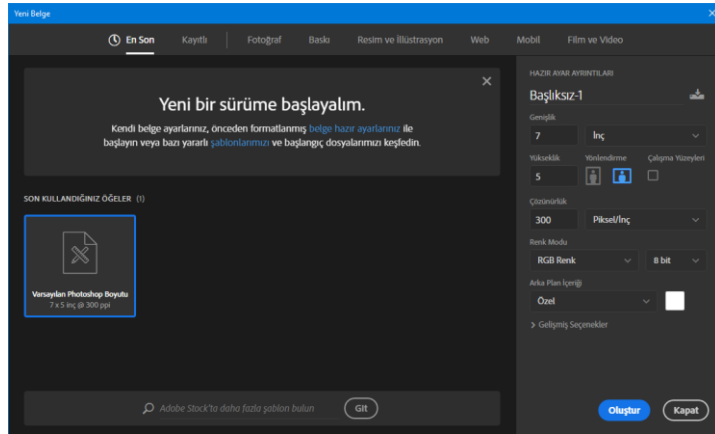 Yeni Belge
En Son Kayıtlı Fotoğraf Baskı Resim ve İllüstrasyon Web Mobil Film ve Video
Yeni bir sürüme başlayalım.
Kendi belge ayarlarınız, önceden formatlanmış belge hazır ayarlarınız ile
başlayın veya bazı yararlı şablonlarımızı ve başlangıç dosyalarımızı keşfedin.
SON KULLANDIĞINIZ ÖĞELER (1)
Varsayılan Photoshop Boyutu
7 x 5 inç @ 300 ppi
Adobe Stock'ta daha fazla şablon bulun Git
HAZIR AYAR AYRINTILARI
Başlıksız-1
Genişlik
7 İnç
Yükseklik Yönlendirme Çalışma Yüzeyleri
5
Çözünürlük
300 Piksel/İnç
Renk Modu
RGB Renk 8 bit
Arka Plan İçeriği
Özel
Gelişmiş Seçenekler
Oluştur Kapat